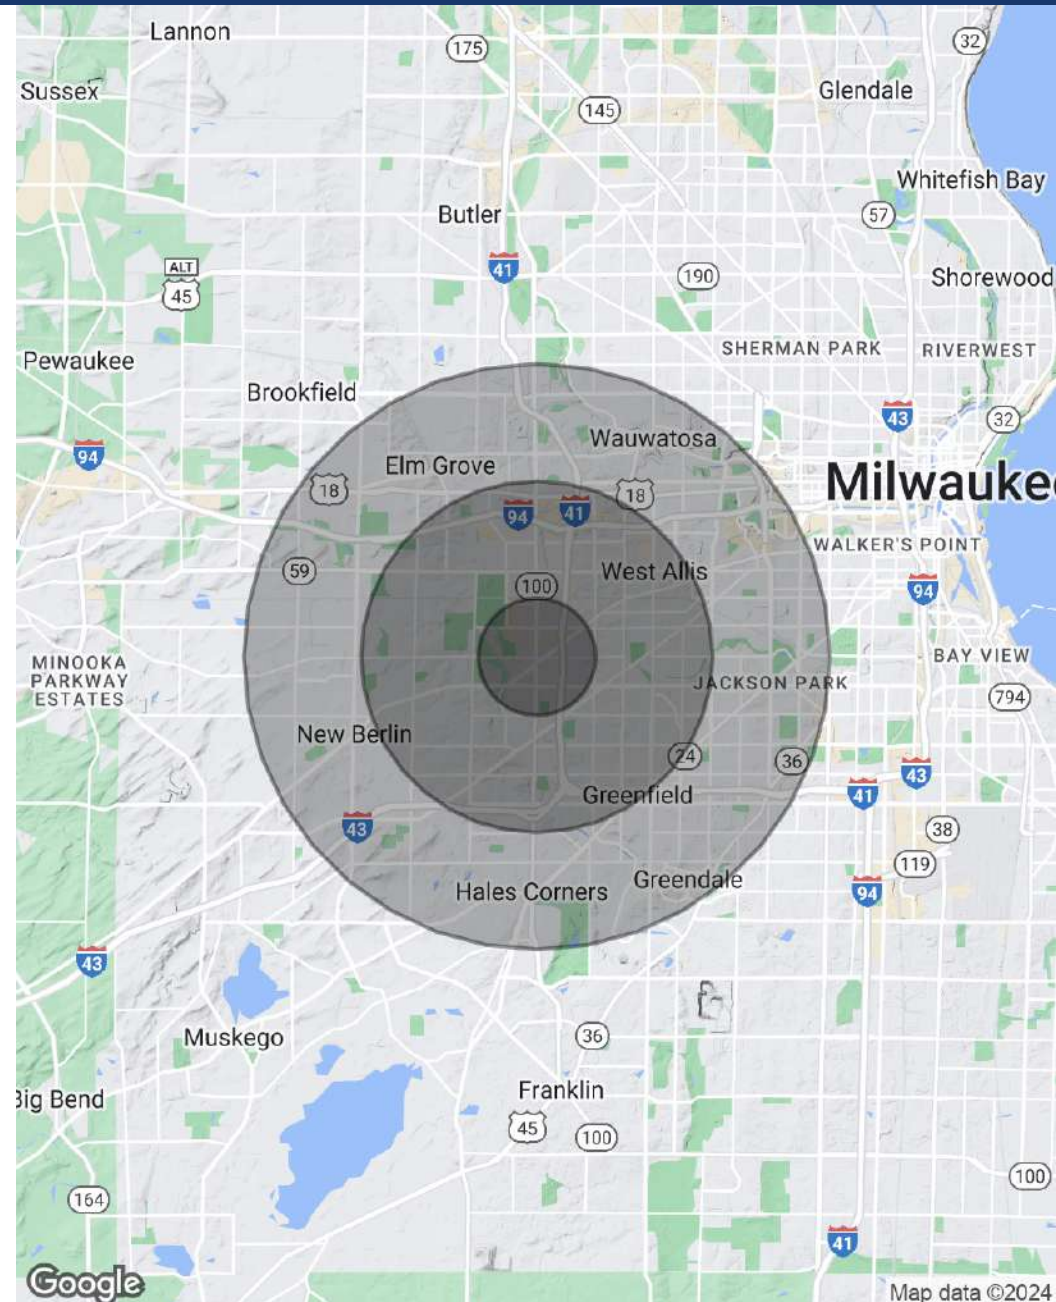 Lannon
175
32
Sussex
Glendale
145
Whitefish Bay
Butler
57
41
ALT
45
190
Shorewood
Pewaukee
SHERMAN PARK
RIVERWEST
Brookfield
43
32
Wauwatosa
94
Elm Grove
18
18
Milwauke
94
41
WALKER'S POINT
59
West Allis
100
94
MINOOKA
PARKWAY
ESTATES
BAY VIEW
JACKSON PARK
794
New Berlin
24
36
43
41
Greenfield
43
38
119
Hales Corners
Greendale
94
43
Muskego
36
Big Bend
Franklin
45
100
100
164
41
Google
Map data ©2024